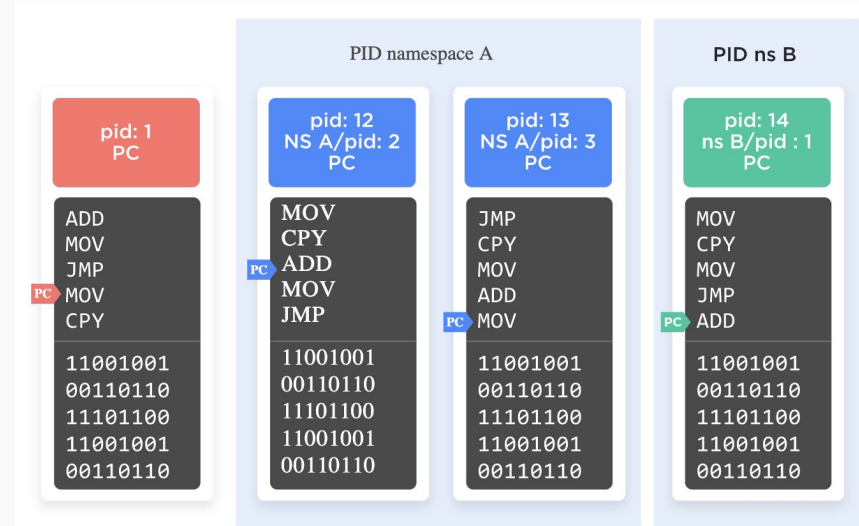 PID namespace A
PID ns B
pid: 1
PC
ADD
MOV
JMP
PC MOV
CPY
11001001
00110110
11101100
11001001
00110110
pid: 12
NS A/pid: 2
PC
MOV
CPY
PC ADD
MOV
JMP
11001001
00110110
11101100
11001001
00110110
pid: 13
NS A/pid: 3
PC
JMP
CPY
MOV
ADD
PC MOV
11001001
00110110
11101100
11001001
00110110
pid: 14
ns B/pid : 1
PC
MOV
CPY
MOV
JMP
PC ADD
11001001
00110110
11101100
11001001
00110110